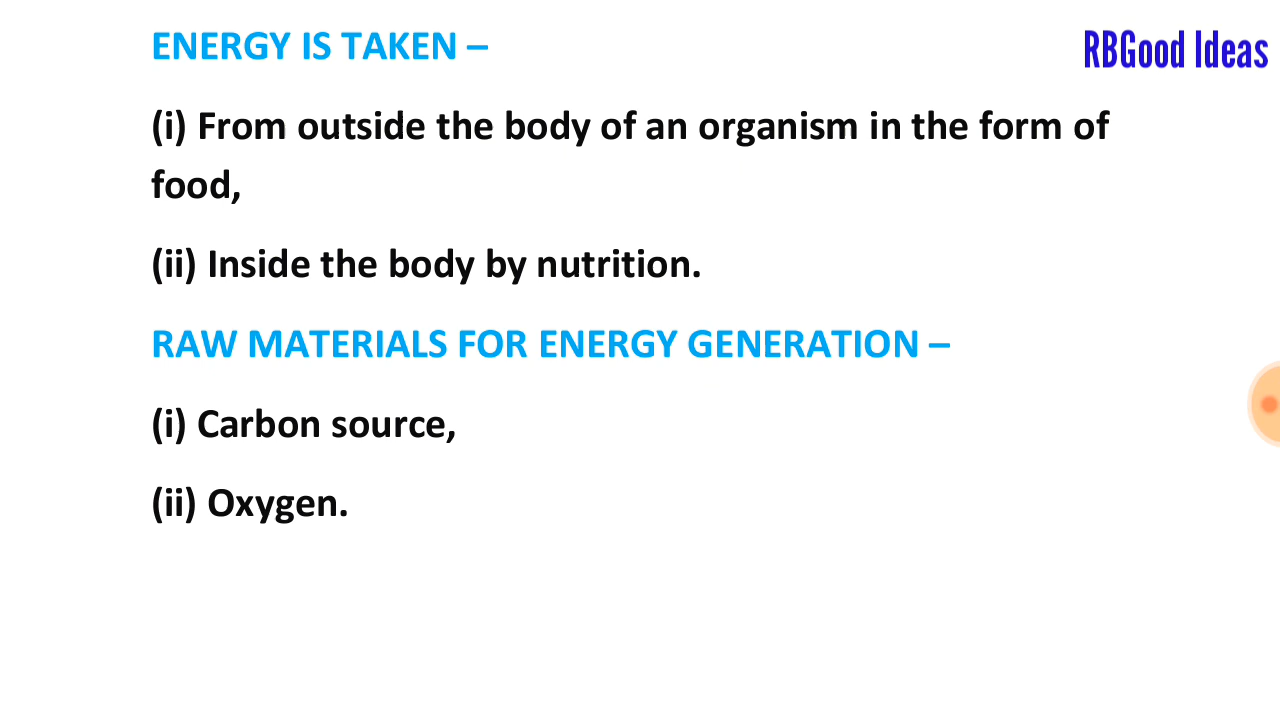 ENERGY IS TAKEN –
RBGood Ideas
(i) From outside the body of an organism in the form of
food,
(ii) Inside the body by nutrition.
RAW MATERIALS FOR ENERGY GENERATION –
(i) Carbon source,
(ii) Oxygen.